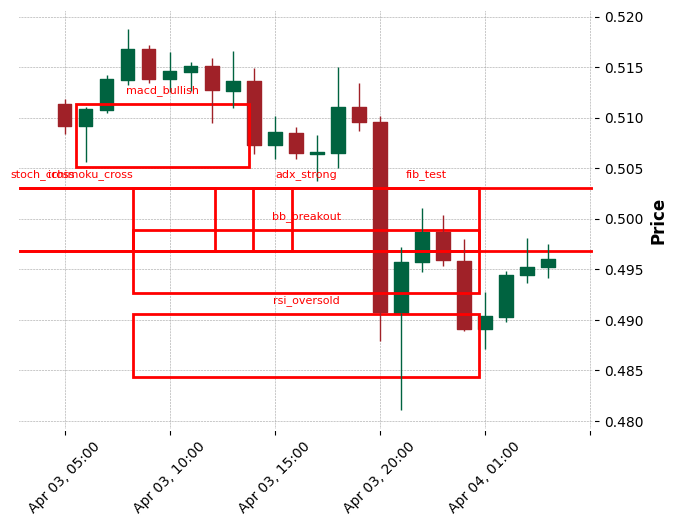 0.520
0.515
macd_bullish
0.510
0.505
adx_strong
fib_test
bb_breakout
0.500
Price
0.495
rsi_oversold
0.490
0.485
0.480
Apr 03, 05:00
Apr 03, 10:00
Apr 03, 15:00
Apr 03, 20:00
Apr 04, 01:00